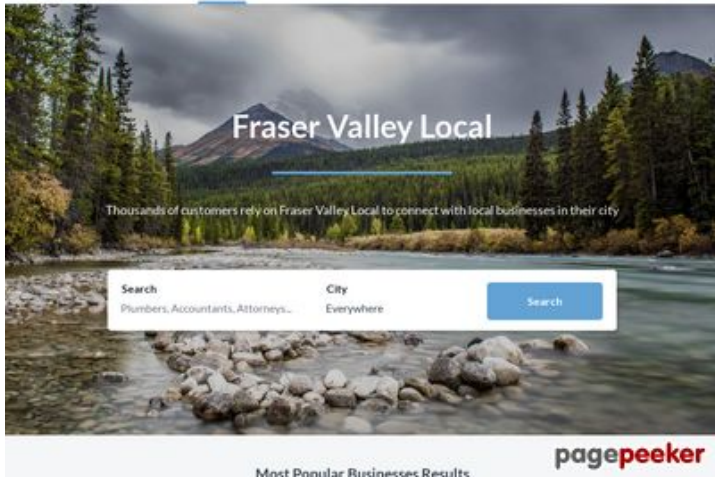 Fraser Valley Local
Thousands of customers rely on Fraser Valley Local to connect with local businesses in their city
Search City
Plumbers, Accountants, Attorneys... Everywhere
Search
Most Popular Businesses Results
pagepeeker